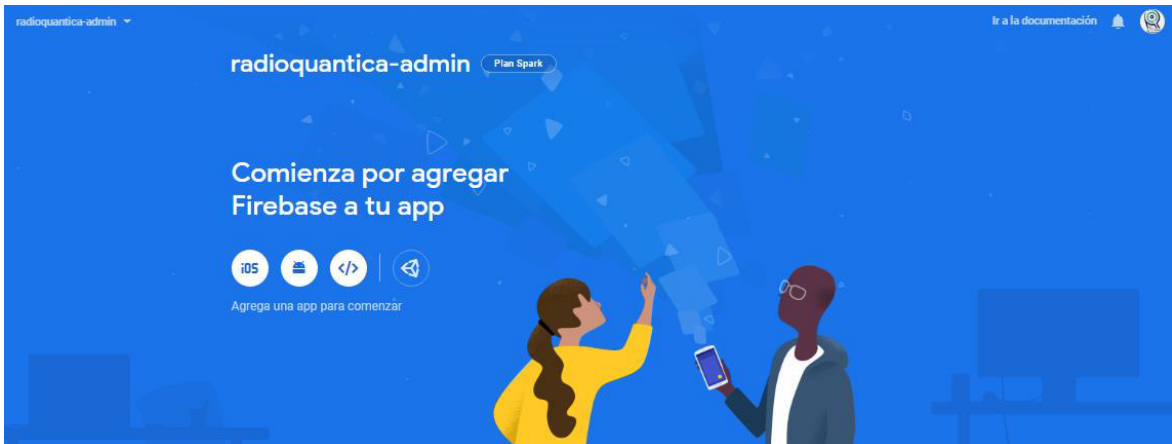 radioquantica-admin
Ir a la documentación
radioquantica-admin
Plan Spark
Comienza por agregar
Firebase a tu app
iOS
</>
Agrega una app para comenzar